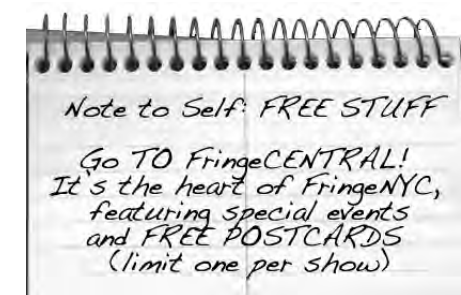 Note to Self: FREE STUFF
Go TO FringeCENTRAL!
It's the heart of FringeNYC,
featuring special events
and FREE POSTCARDS
(limit one per show)